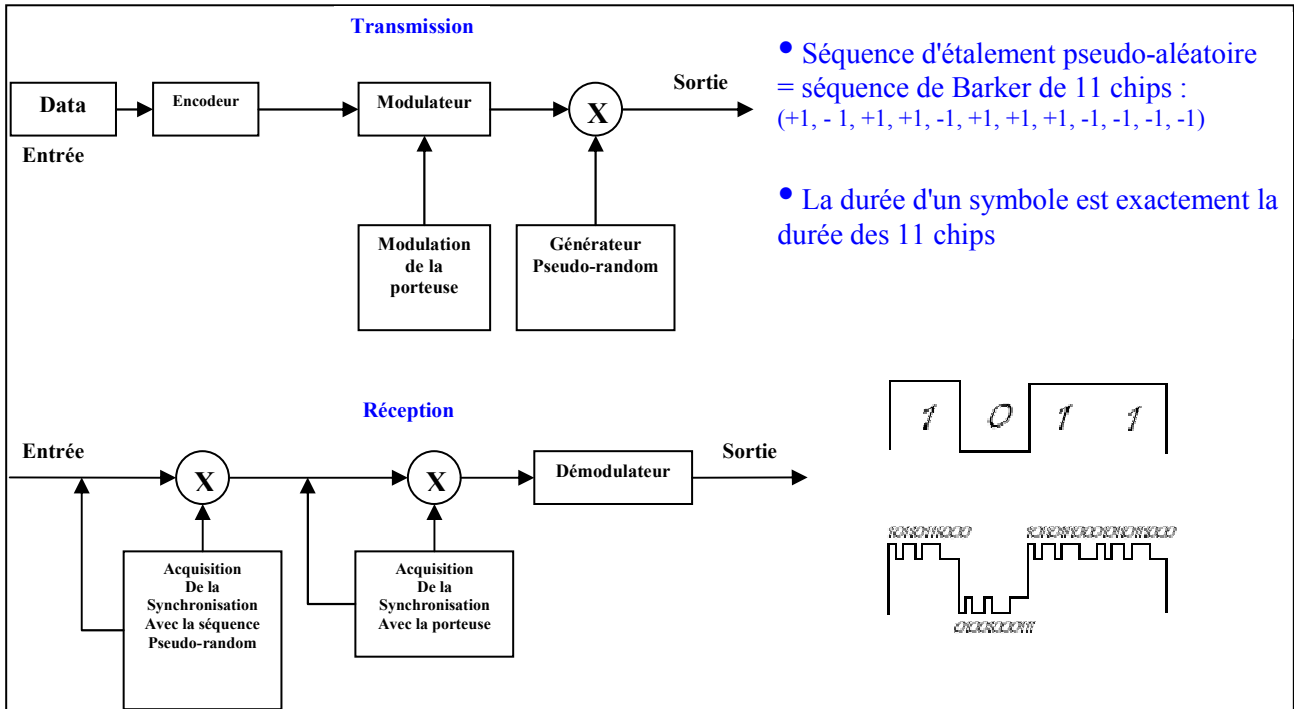 Transmission
• Séquence d'étalement pseudo-aléatoire
= séquence de Barker de 11 chips :
(+1, - 1, +1, +1, -1, +1, +1, +1, -1, -1, -1, -1)
• La durée d'un symbole est exactement la
durée des 11 chips
Data
Encodeur
Modulateur
X
Sortie
Entrée
Modulation
de la
porteuse
Générateur
Pseudo-random
Réception
Entrée
X
X
Démodulateur
Sortie
Acquisition
De la
Synchronisation
Avec la séquence
Pseudo-random
Acquisition
De la
Synchronisation
Avec la porteuse
1 0 1 1